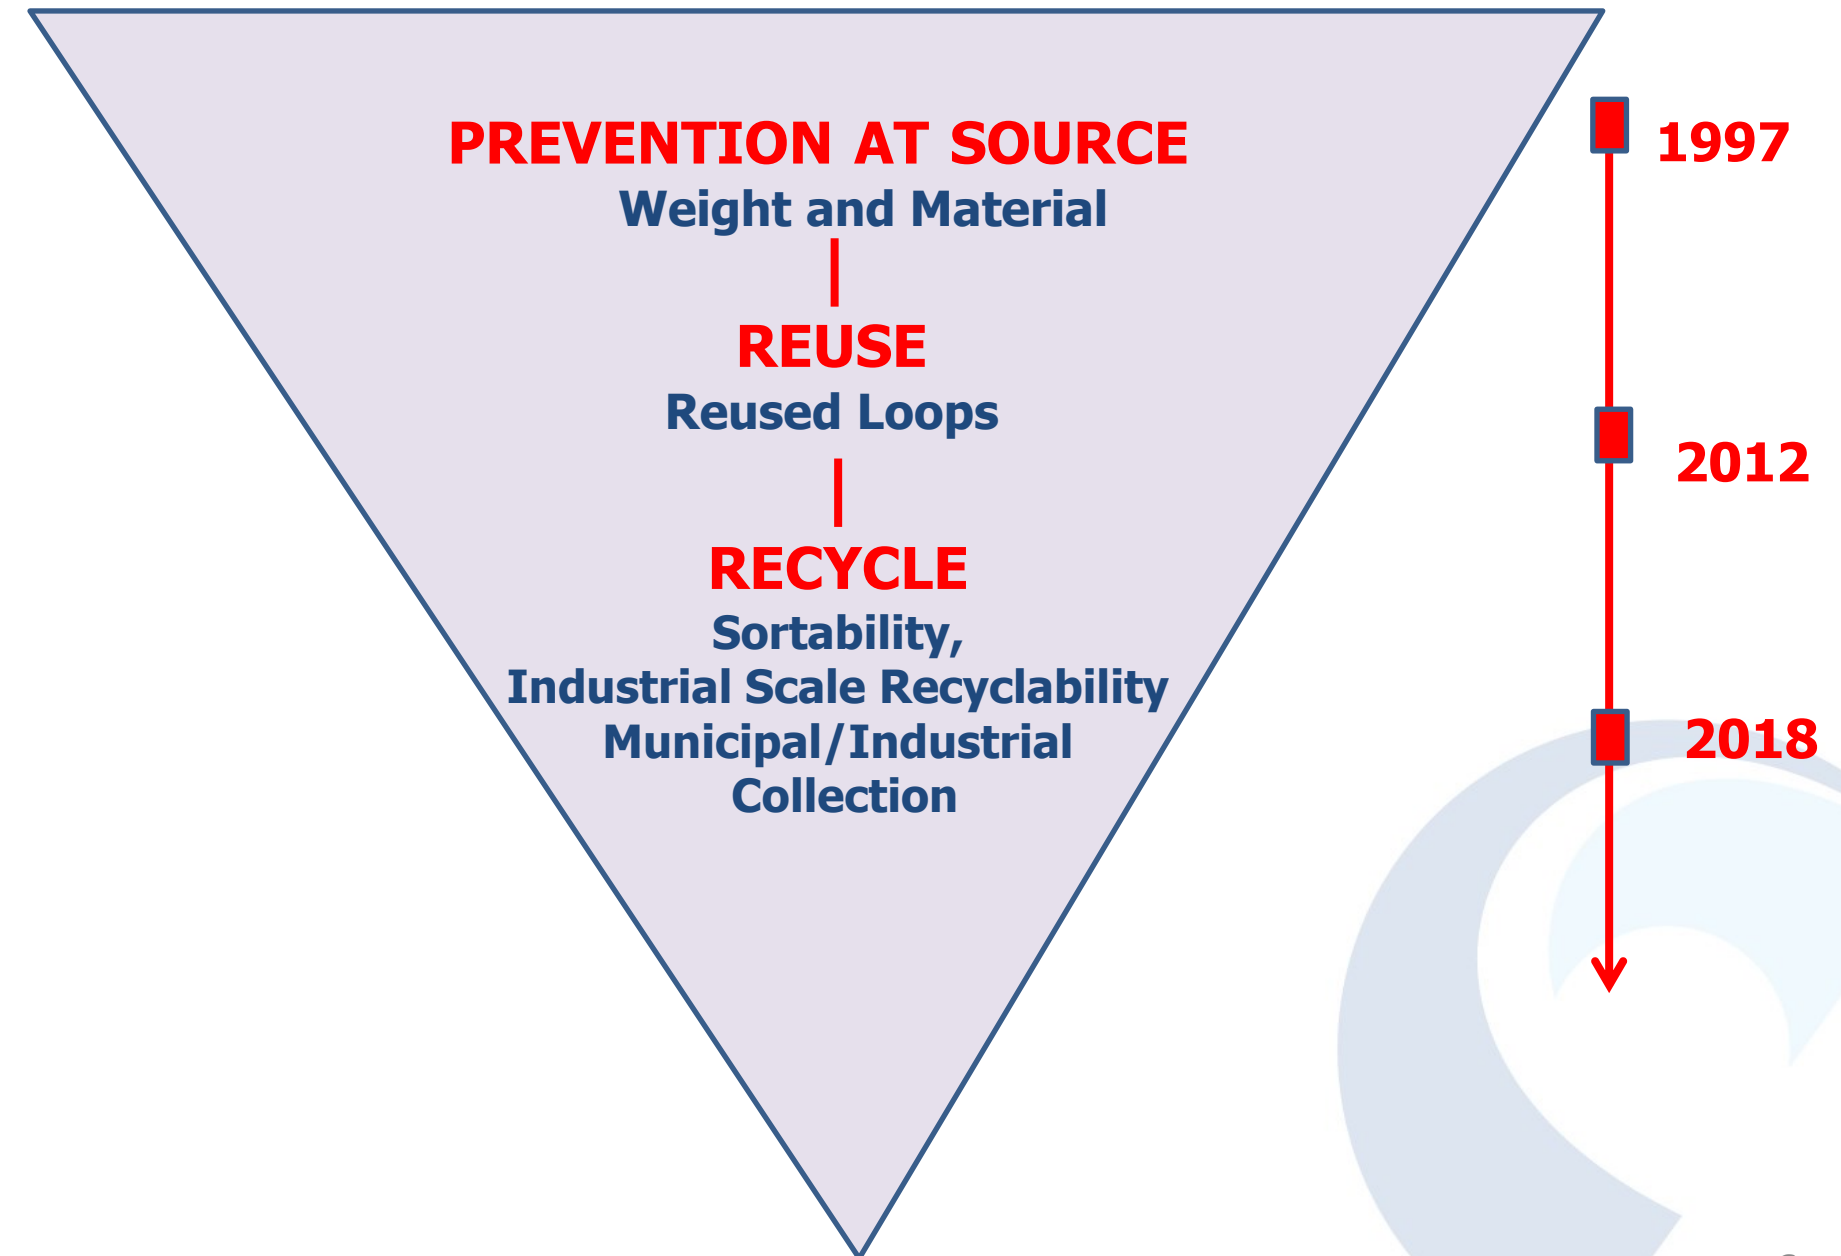 PREVENTION AT SOURCE
Weight and Material
REUSE
Reused Loops
RECYCLE
Sortability,
Industrial Scale Recyclability
Municipal/Industrial
Collection
1997
2012
2018